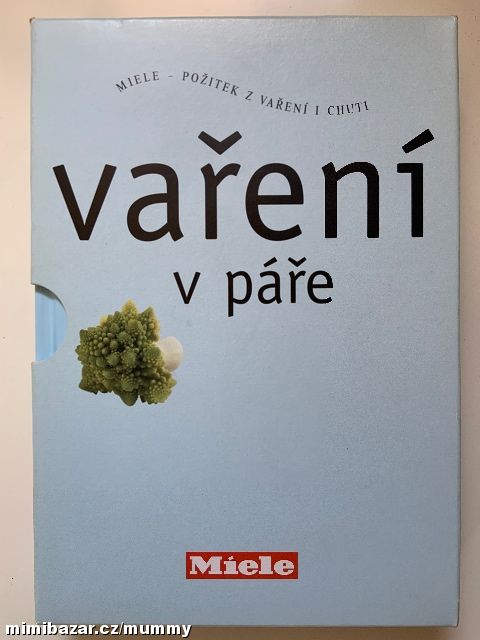 MIELE - POŽITEK Z VAŘENÍ I CHUTI
vaření
v páře
Miele
mimibazar.cz/mummy